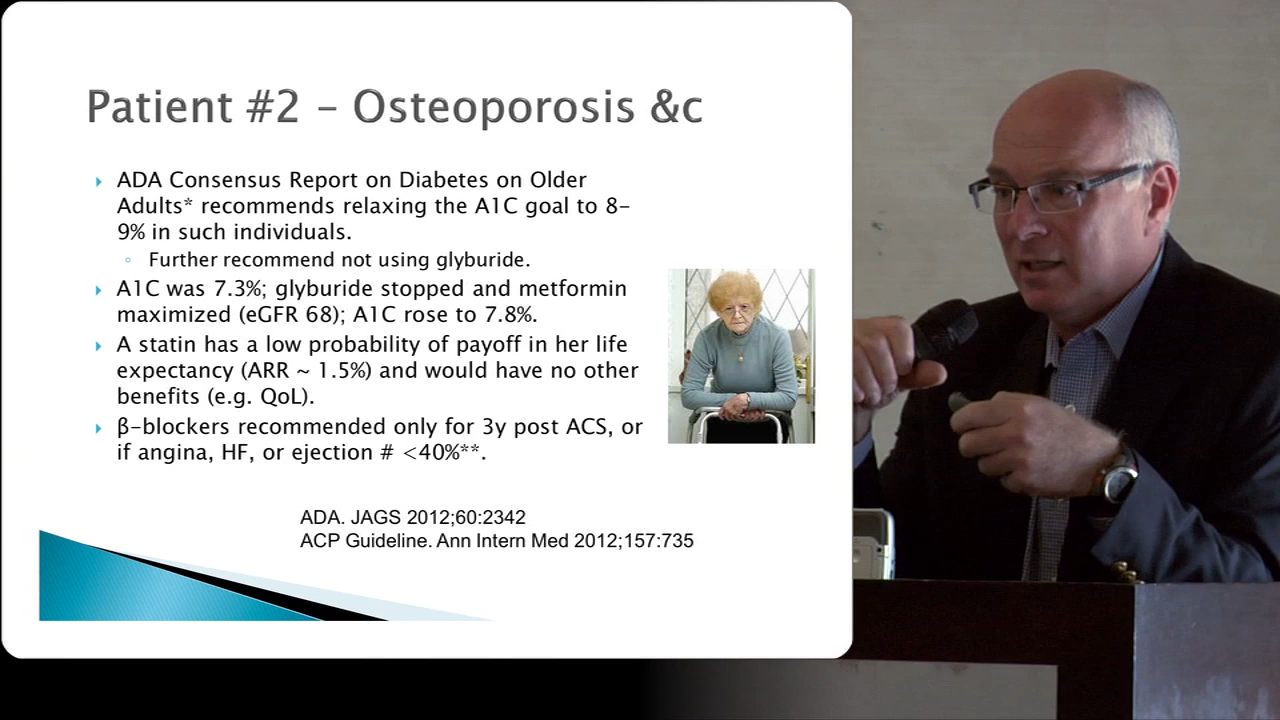 Patient #2 – Osteoporosis &c
ADA Consensus Report on Diabetes on Older
Adults* recommends relaxing the A1C goal to 8–
9% in such individuals.
Further recommend not using glyburide.
A1C was 7.3%; glyburide stopped and metformin
maximized (eGFR 68); A1C rose to 7.8%.
A statin has a low probability of payoff in her life
expectancy (ARR ~ 1.5%) and would have no other
benefits (e.g. QoL).
β-blockers recommended only for 3y post ACS, or
if angina, HF, or ejection # <40%**.
ADA. JAGS 2012;60:2342
ACP Guideline. Ann Intern Med 2012;157:735